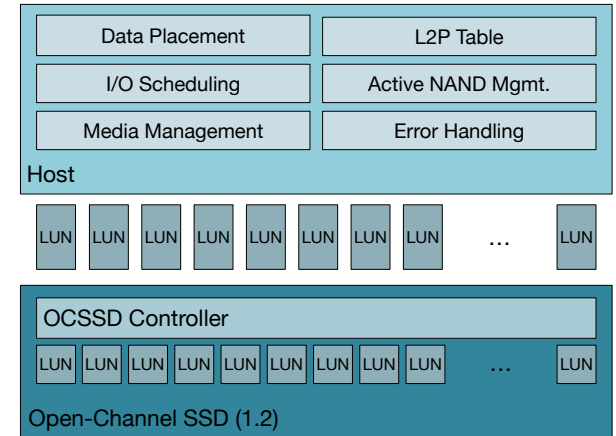 Data Placement L2P Table
I/O Scheduling Active NAND Mgmt.
Media Management Error Handling
Host
LUN LUN LUN LUN LUN LUN LUN LUN ... LUN
OCSSD Controller
LUN LUN LUN LUN LUN LUN LUN LUN LUN ... LUN
Open-Channel SSD (1.2)